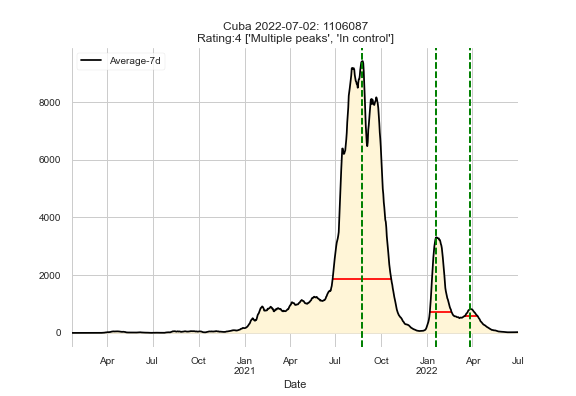 Cuba 2022-07-02: 1106087
Rating:4 ['Multiple peaks', 'In control']
Average-7d
8000
6000
4000
2000
0
Apr Jul Oct Jan Apr Jul Oct Jan Apr Jul
2021 2022
Date